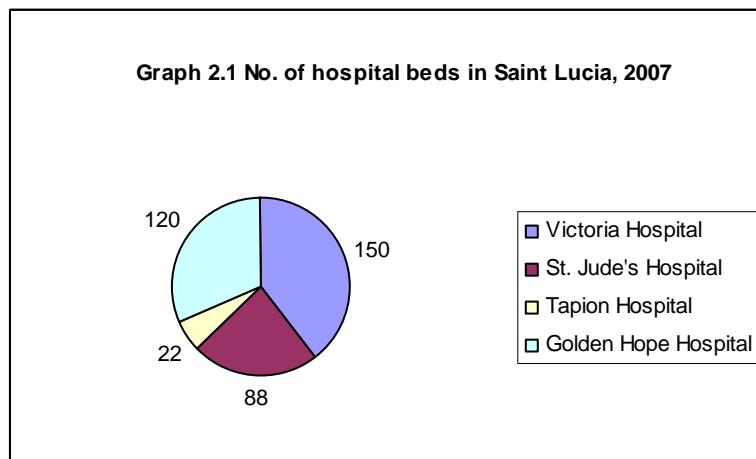 Graph 2.1 No. of hospital beds in Saint Lucia, 2007
120
150
22
88
Victoria Hospital
St. Jude's Hospital
Tapion Hospital
Golden Hope Hospital